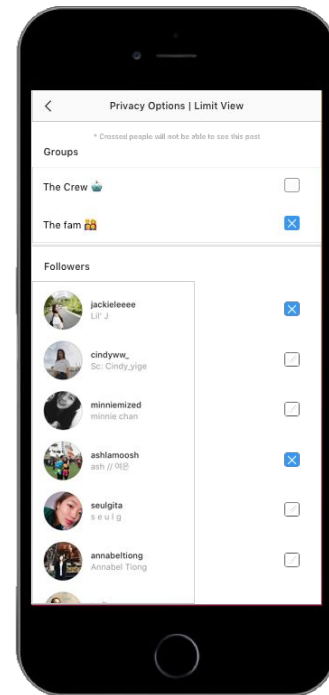 Privacy Options | Limit View
* Crossed people will not be able to see this post
Groups
The Crew
The fam
Followers
jackieleeee
Lil' J
cindyww_
Sc: Cindy_yige
minniemized
minnie chan
ashlamoosh
ash // 여은
seulgita
s e u l g
annabeltiong
Annabel Tiong